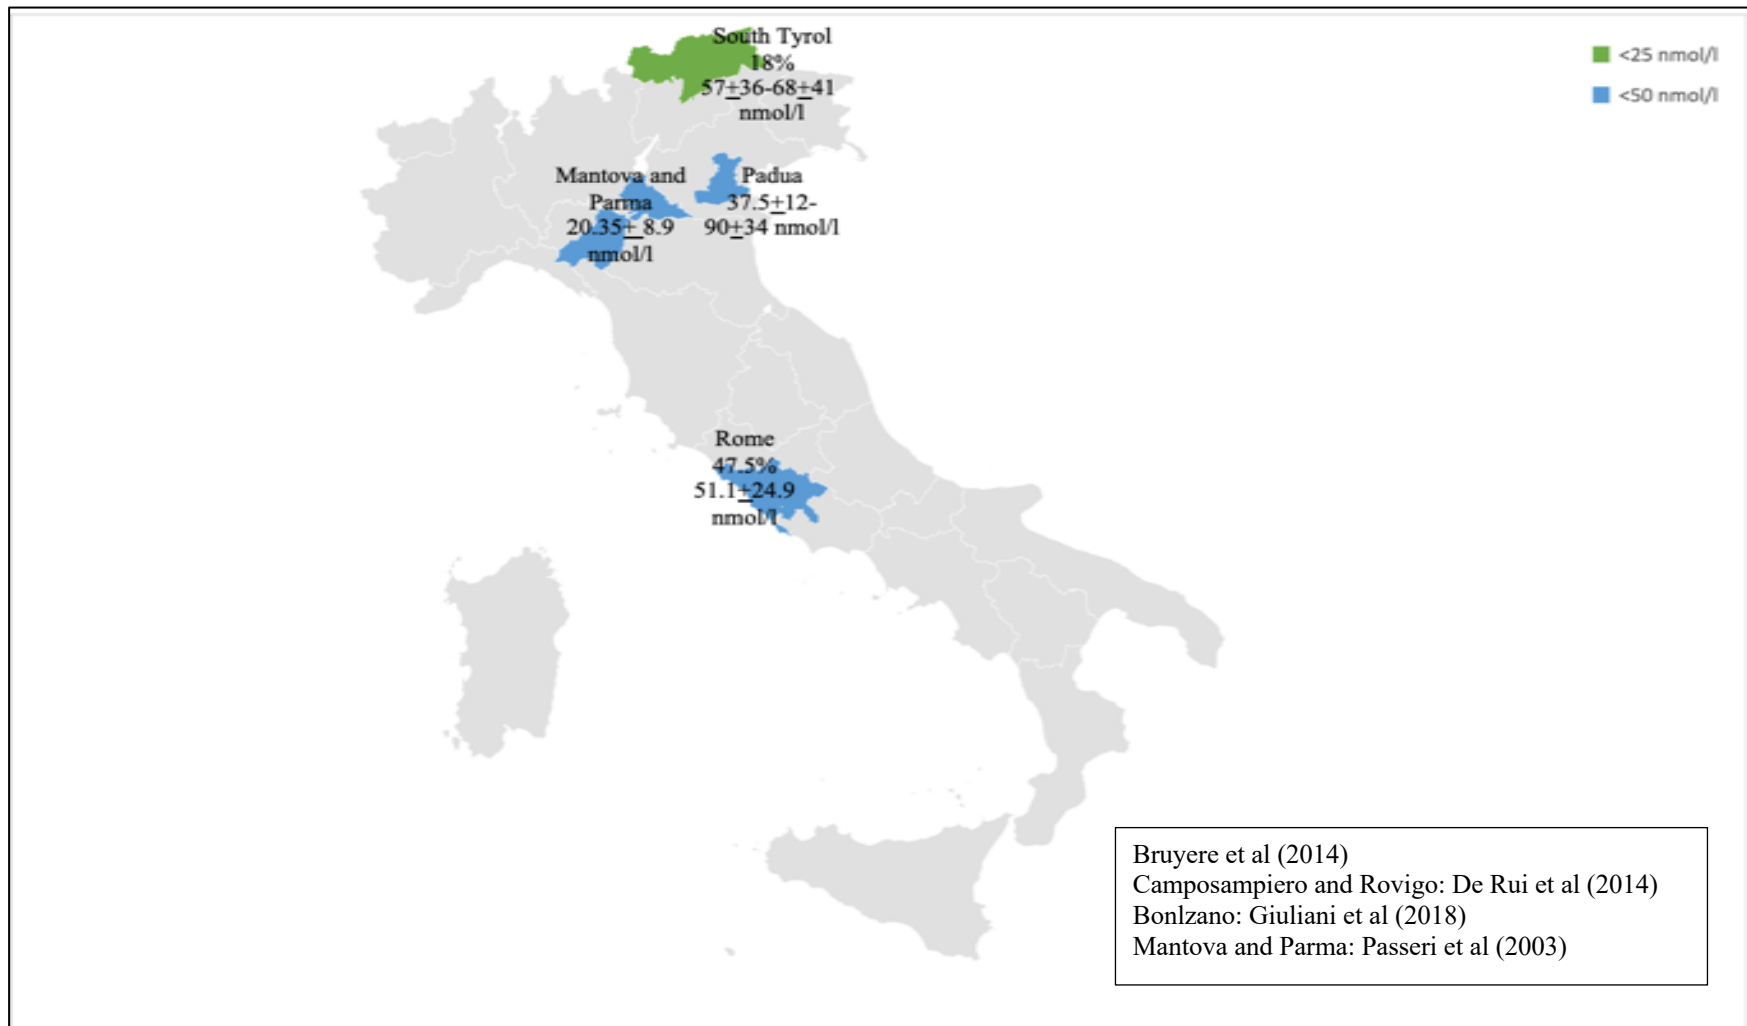 South Tyrol
18%
57±36-68±41
nmol/l
<25 nmol/l
<50 nmol/l
Mantova and
Parma
20.35± 8.9
nmol/l
Padua
37.5±12-
90±34 nmol/l
Rome
47.5%
51.1±24.9
nmol/l
Bruyere et al (2014)
Camposampiero and Rovigo: De Rui et al (2014)
Bonlzano: Giuliani et al (2018)
Mantova and Parma: Passeri et al (2003)